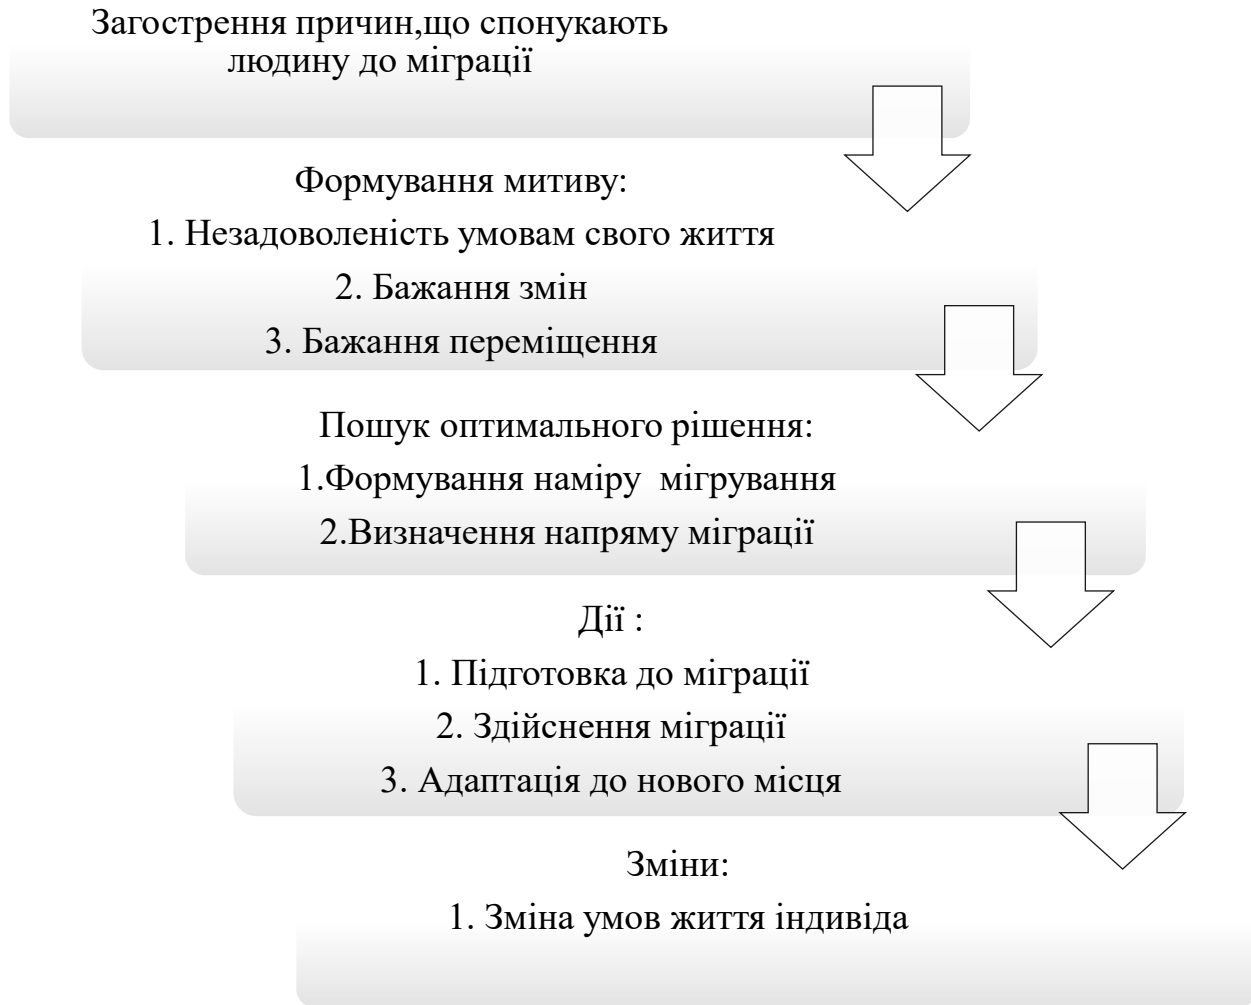 Загострення причин,що спонукають
людину до міграції
Формування митиву:
1. Незадоволеність умовам свого життя
2. Бажання змін
3. Бажання переміщення
Пошук оптимального рішення:
1.Формування наміру  мігрування
2.Визначення напряму міграції
Дії :
1. Підготовка до міграції
2. Здійснення міграції
3. Адаптація до нового місця
Зміни:
1. Зміна умов життя індивіда